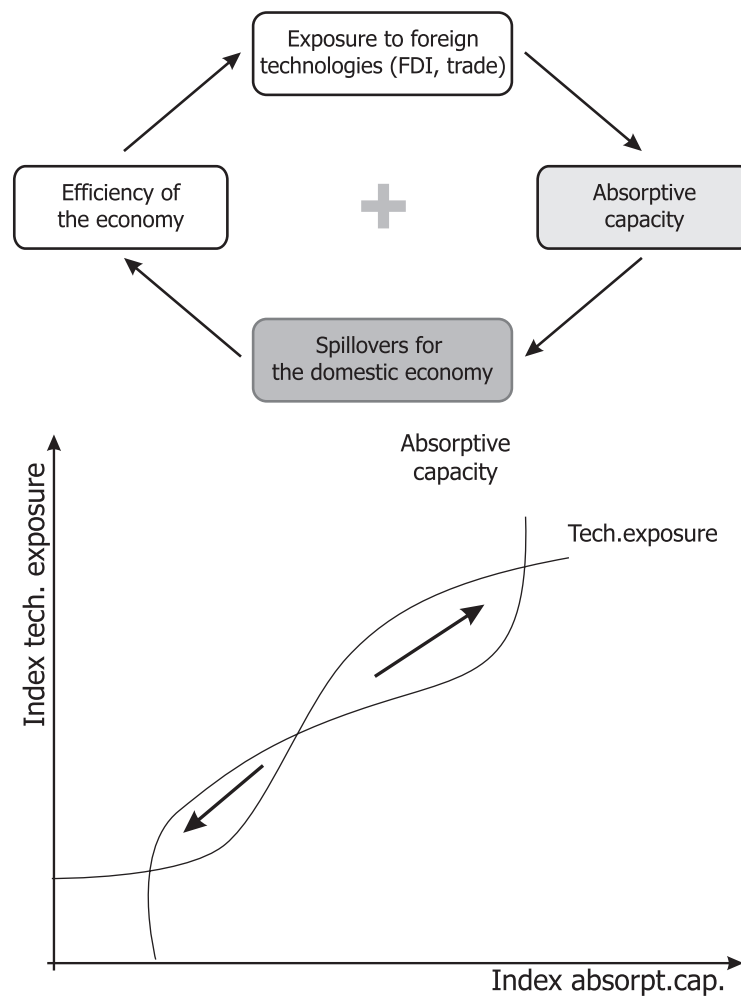 Exposure to foreign
technologies (FDI, trade)
Efficiency of
the economy
+
Absorptive
capacity
Spillovers for
the domestic economy
Absorptive
capacity
Tech.exposure
Index tech. exposure
Index absorpt.cap.